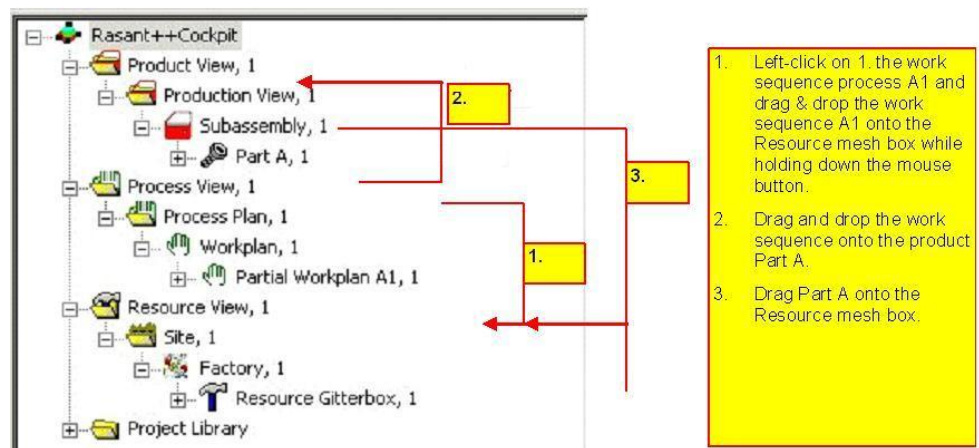 Rasant++Cockpit
Product View, 1
Production View, 1
Subassembly, 1
Part A, 1
Process View, 1
Process Plan, 1
Workplan, 1
Partial Workplan A1, 1
Resource View, 1
Site, 1
Factory, 1
Resource Gitterbox, 1
Project Library
2.
3.
1.
1. Left-click on 1. the work
sequence process A1 and
drag & drop the work
sequence A1 onto the
Resource mesh box while
holding down the mouse
button.
2. Drag and drop the work
sequence onto the product
Part A.
3. Drag Part A onto the
Resource mesh box.